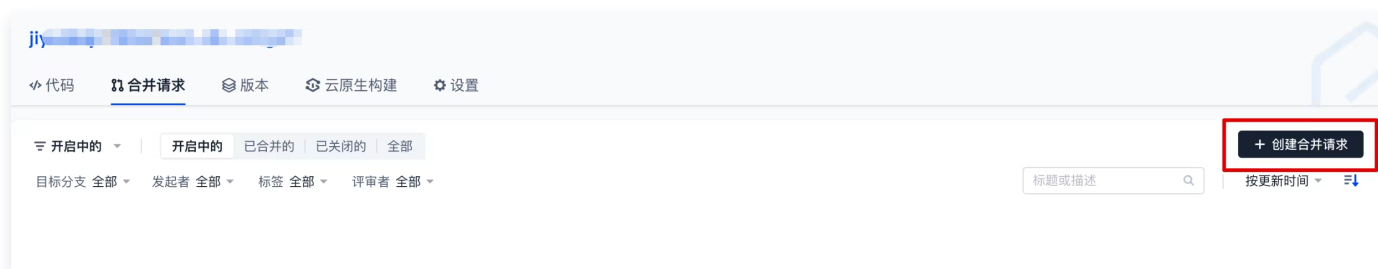 代码 合并请求 版本 云原生构建 设置
开启中的 开启中的 已合并的 已关闭的 全部 + 创建合并请求
目标分支 全部 发起者 全部 标签 全部 评审者 全部 标题或描述 按更新时间